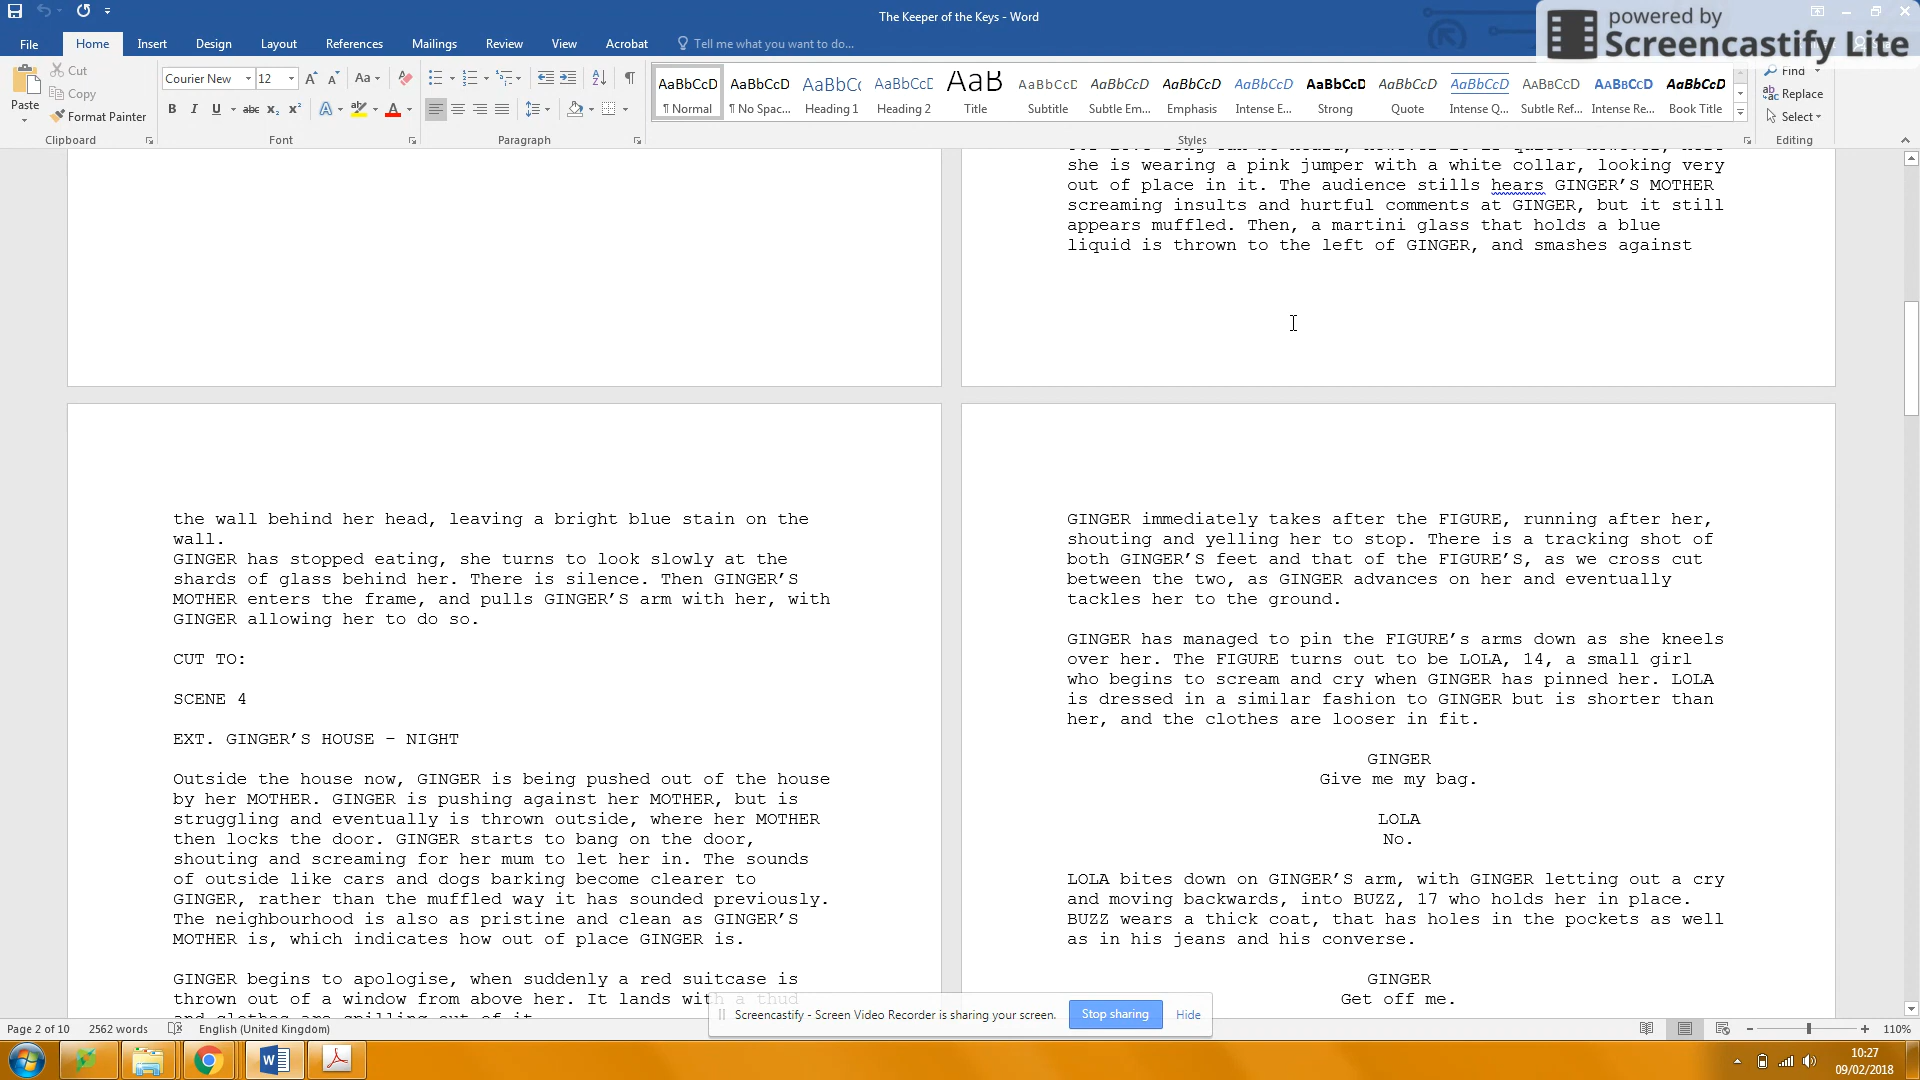 The Keeper of the Keys - Word
powered by
Screencastify Lite
File Home Insert Design Layout References Mailings Review View Acrobat Tell me what you want to do...
Paste
Cut
Copy
Format Painter
Clipboard
Courier New 12
Font
Paragraph
AaBbCcD AaBbCcD AaBbCc AaBbCcC AaB AaBbCcD AaBbCcD AaBbCcD AaBbCcD AaBbCcD AaBbCcD AaBbCcD AaBbCcD AaBbCcD AaBbCcD
¶ Normal ¶ No Spac... Heading 1 Heading 2 Title Subtitle Subtle Em... Emphasis Intense E... Strong Quote Intense Q... Subtle Ref... Intense Re... Book Title
Styles
Find
Replace
Select
Editing
she is wearing a pink jumper with a white collar, looking very
out of place in it. The audience stills hears GINGER'S MOTHER
screaming insults and hurtful comments at GINGER, but it still
appears muffled. Then, a martini glass that holds a blue
liquid is thrown to the left of GINGER, and smashes against
the wall behind her head, leaving a bright blue stain on the
wall.
GINGER has stopped eating, she turns to look slowly at the
shards of glass behind her. There is silence. Then GINGER'S
MOTHER enters the frame, and pulls GINGER'S arm with her, with
GINGER allowing her to do so.
CUT TO:
SCENE 4
EXT. GINGER'S HOUSE – NIGHT
Outside the house now, GINGER is being pushed out of the house
by her MOTHER. GINGER is pushing against her MOTHER, but is
struggling and eventually is thrown outside, where her MOTHER
then locks the door. GINGER starts to bang on the door,
shouting and screaming for her mum to let her in. The sounds
of outside like cars and dogs barking become clearer to
GINGER, rather than the muffled way it has sounded previously.
The neighbourhood is also as pristine and clean as GINGER'S
MOTHER is, which indicates how out of place GINGER is.
GINGER begins to apologise, when suddenly a red suitcase is
thrown out of a window from above her. It lands with a thud
and clothes are spilling out of it.
GINGER immediately takes after the FIGURE, running after her,
shouting and yelling her to stop. There is a tracking shot of
both GINGER'S feet and that of the FIGURE'S, as we cross cut
between the two, as GINGER advances on her and eventually
tackles her to the ground.
GINGER has managed to pin the FIGURE's arms down as she kneels
over her. The FIGURE turns out to be LOLA, 14, a small girl
who begins to scream and cry when GINGER has pinned her. LOLA
is dressed in a similar fashion to GINGER but is shorter than
her, and the clothes are looser in fit.
GINGER
Give me my bag.
LOLA
No.
LOLA bites down on GINGER'S arm, with GINGER letting out a cry
and moving backwards, into BUZZ, 17 who holds her in place.
BUZZ wears a thick coat, that has holes in the pockets as well
as in his jeans and his converse.
GINGER
Get off me.
Screencastify - Screen Video Recorder is sharing your screen. Stop sharing Hide
Page 2 of 10 2562 words English (United Kingdom) 110%
10:27
09/02/2018